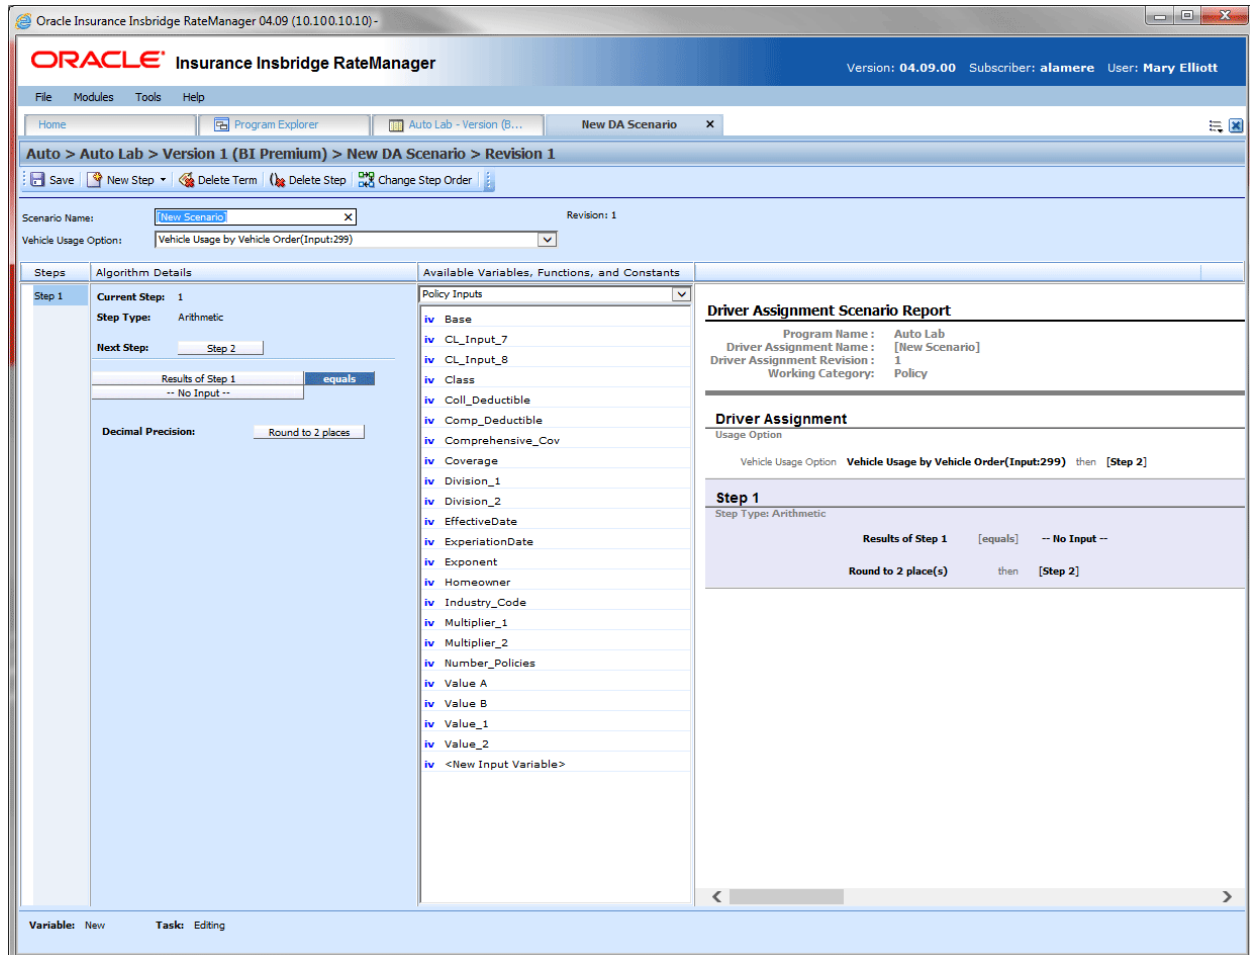 Oracle Insurance Insbridge RateManager 04.09 (10.100.10.10) -
ORACLE Insurance Insbridge RateManager
Version: 04.09.00 Subscriber: alamere User: Mary Elliott
File Modules Tools Help
Home Program Explorer Auto Lab - Version (B... New DA Scenario X
Auto > Auto Lab > Version 1 (BI Premium) > New DA Scenario > Revision 1
Save New Step Delete Term Delete Step Change Step Order
Scenario Name: [New Scenario] X Revision: 1
Vehicle Usage Option: Vehicle Usage by Vehicle Order(Input:299)
Steps Algorithm Details Available Variables, Functions, and Constants
Step 1
Current Step: 1
Step Type: Arithmetic
Next Step: Step 2
Results of Step 1 equals
-- No Input --
Decimal Precision: Round to 2 places
Policy Inputs
iv Base
iv CL_Input_7
iv CL_Input_8
iv Class
iv Coll_Deductible
iv Comp_Deductible
iv Comprehensive_Cov
iv Coverage
iv Division_1
iv Division_2
iv EffectiveDate
iv ExperiationDate
iv Exponent
iv Homeowner
iv Industry_Code
iv Multiplier_1
iv Multiplier_2
iv Number_Policies
iv Value A
iv Value B
iv Value_1
iv Value_2
iv <New Input Variable>
Driver Assignment Scenario Report
Program Name : Auto Lab
Driver Assignment Name : [New Scenario]
Driver Assignment Revision : 1
Working Category: Policy
Driver Assignment
Usage Option
Vehicle Usage Option Vehicle Usage by Vehicle Order(Input:299) then [Step 2]
Step 1
Step Type: Arithmetic
Results of Step 1 [equals] -- No Input --
Round to 2 place(s) then [Step 2]
Variable: New Task: Editing